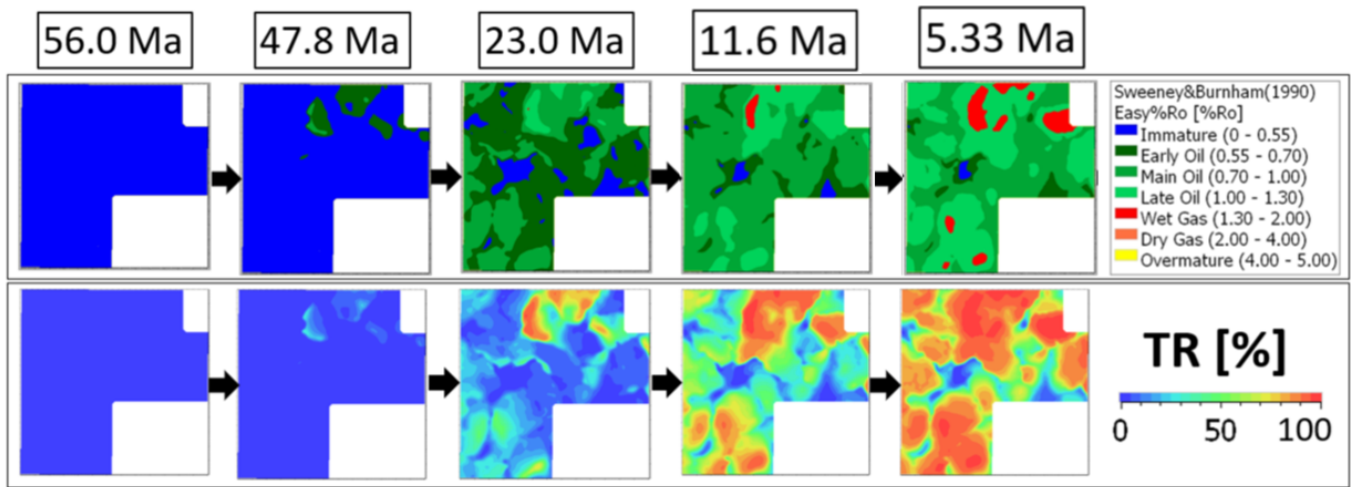 56.0 Ma
47.8 Ma
23.0 Ma
11.6 Ma
5.33 Ma
Sweeney&Burnham(1990)
Easy%Ro [%Ro]
Immature (0 - 0.55)
Early Oil (0.55 - 0.70)
Main Oil (0.70 - 1.00)
Late Oil (1.00 - 1.30)
Wet Gas (1.30 - 2.00)
Dry Gas (2.00 - 4.00)
Overmature (4.00 - 5.00)
TR [%]
0 50 100